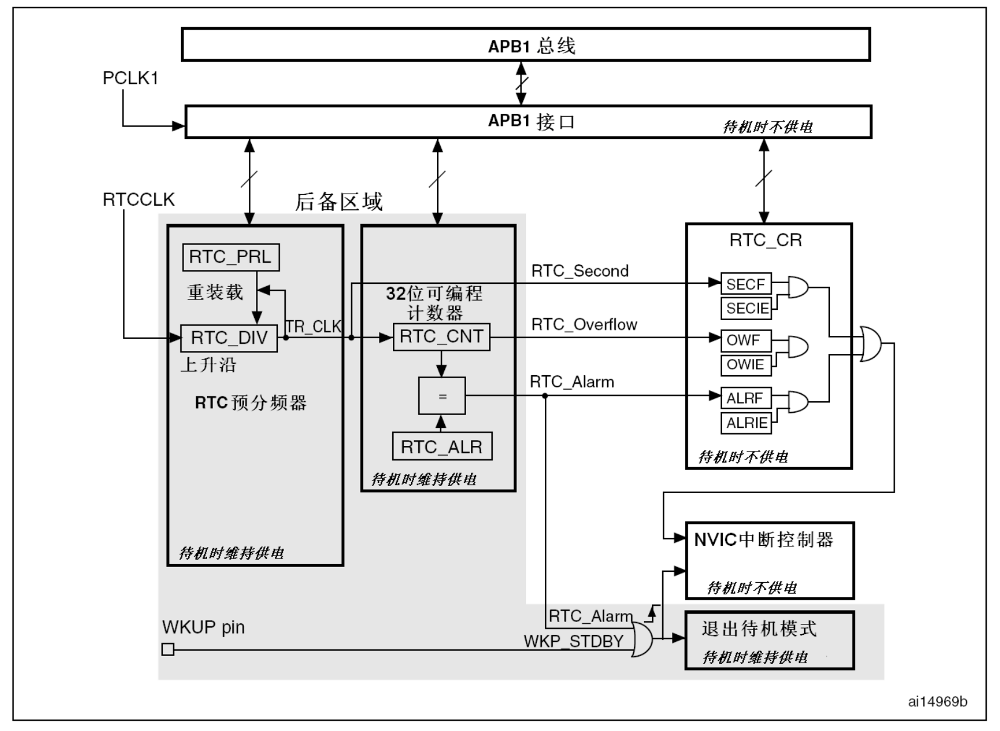 APB1 总线
PCLK1
APB1 接口
待机时不供电
RTCCLK
后备区域
RTC_PRL
重装载
RTC_DIV
TR_CLK
上升沿
RTC预分频器
待机时维持供电
32位可编程
计数器
RTC_CNT
=
RTC_ALR
待机时维持供电
RTC_Second
RTC_Overflow
RTC_Alarm
RTC_CR
SECF
SECIE
OWF
OWIE
ALRF
ALRIE
待机时不供电
NVIC中断控制器
待机时不供电
RTC_Alarm
WKUP pin
WKP_STDBY
退出待机模式
待机时维持供电
ai14969b